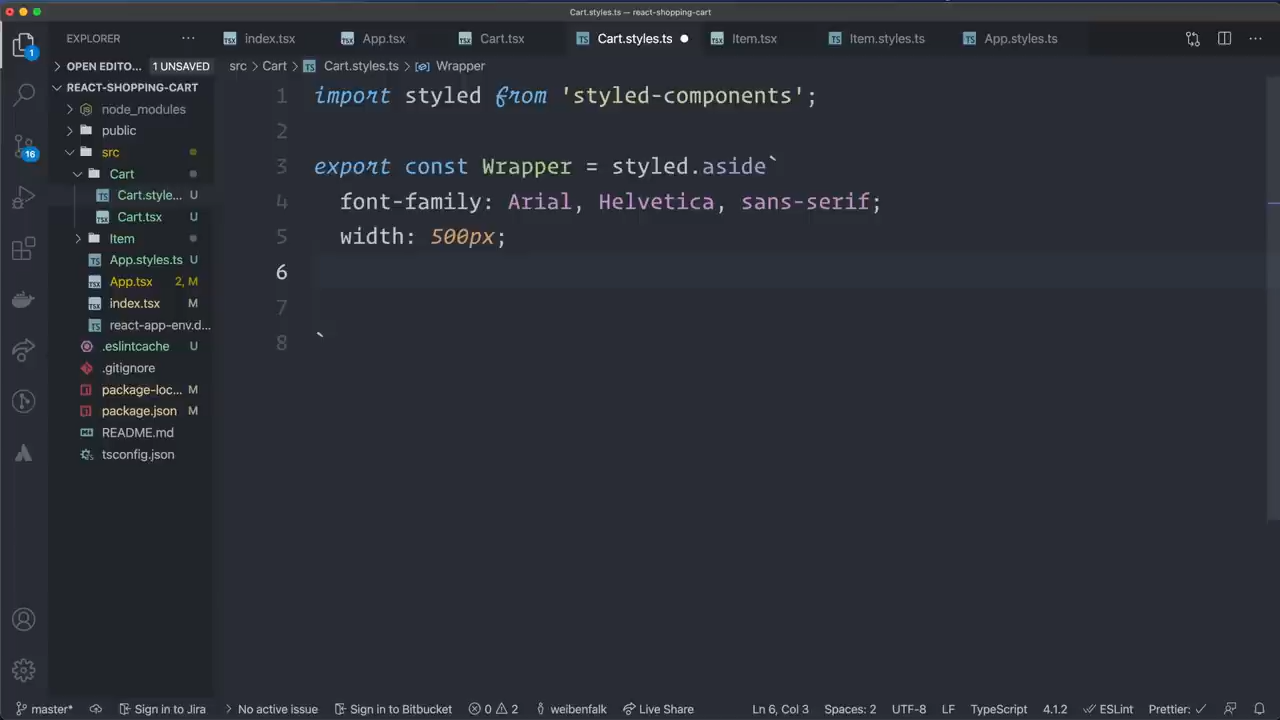 Cart.styles.ts — react-shopping-cart
EXPLORER
index.tsx
App.tsx
Cart.tsx
Cart.styles.ts
Item.tsx
Item.styles.ts
App.styles.ts
OPEN EDITO... 1 UNSAVED
src > Cart > Cart.styles.ts > Wrapper
REACT-SHOPPING-CART
node_modules
public
src
Cart
Cart.style... U
Cart.tsx U
Item
App.styles.ts U
App.tsx 2, M
index.tsx M
react-app-env.d...
.eslintcache U
.gitignore
package-loc... M
package.json M
README.md
tsconfig.json
1
16
1 import styled from 'styled-components';
2
3 export const Wrapper = styled.aside`
4 font-family: Arial, Helvetica, sans-serif;
5 width: 500px;
6
7
8 `
master* Sign in to Jira No active issue Sign in to Bitbucket 0 2 weibenfalk Live Share Ln 6, Col 3 Spaces: 2 UTF-8 LF TypeScript 4.1.2 ESLint Prettier: ✓